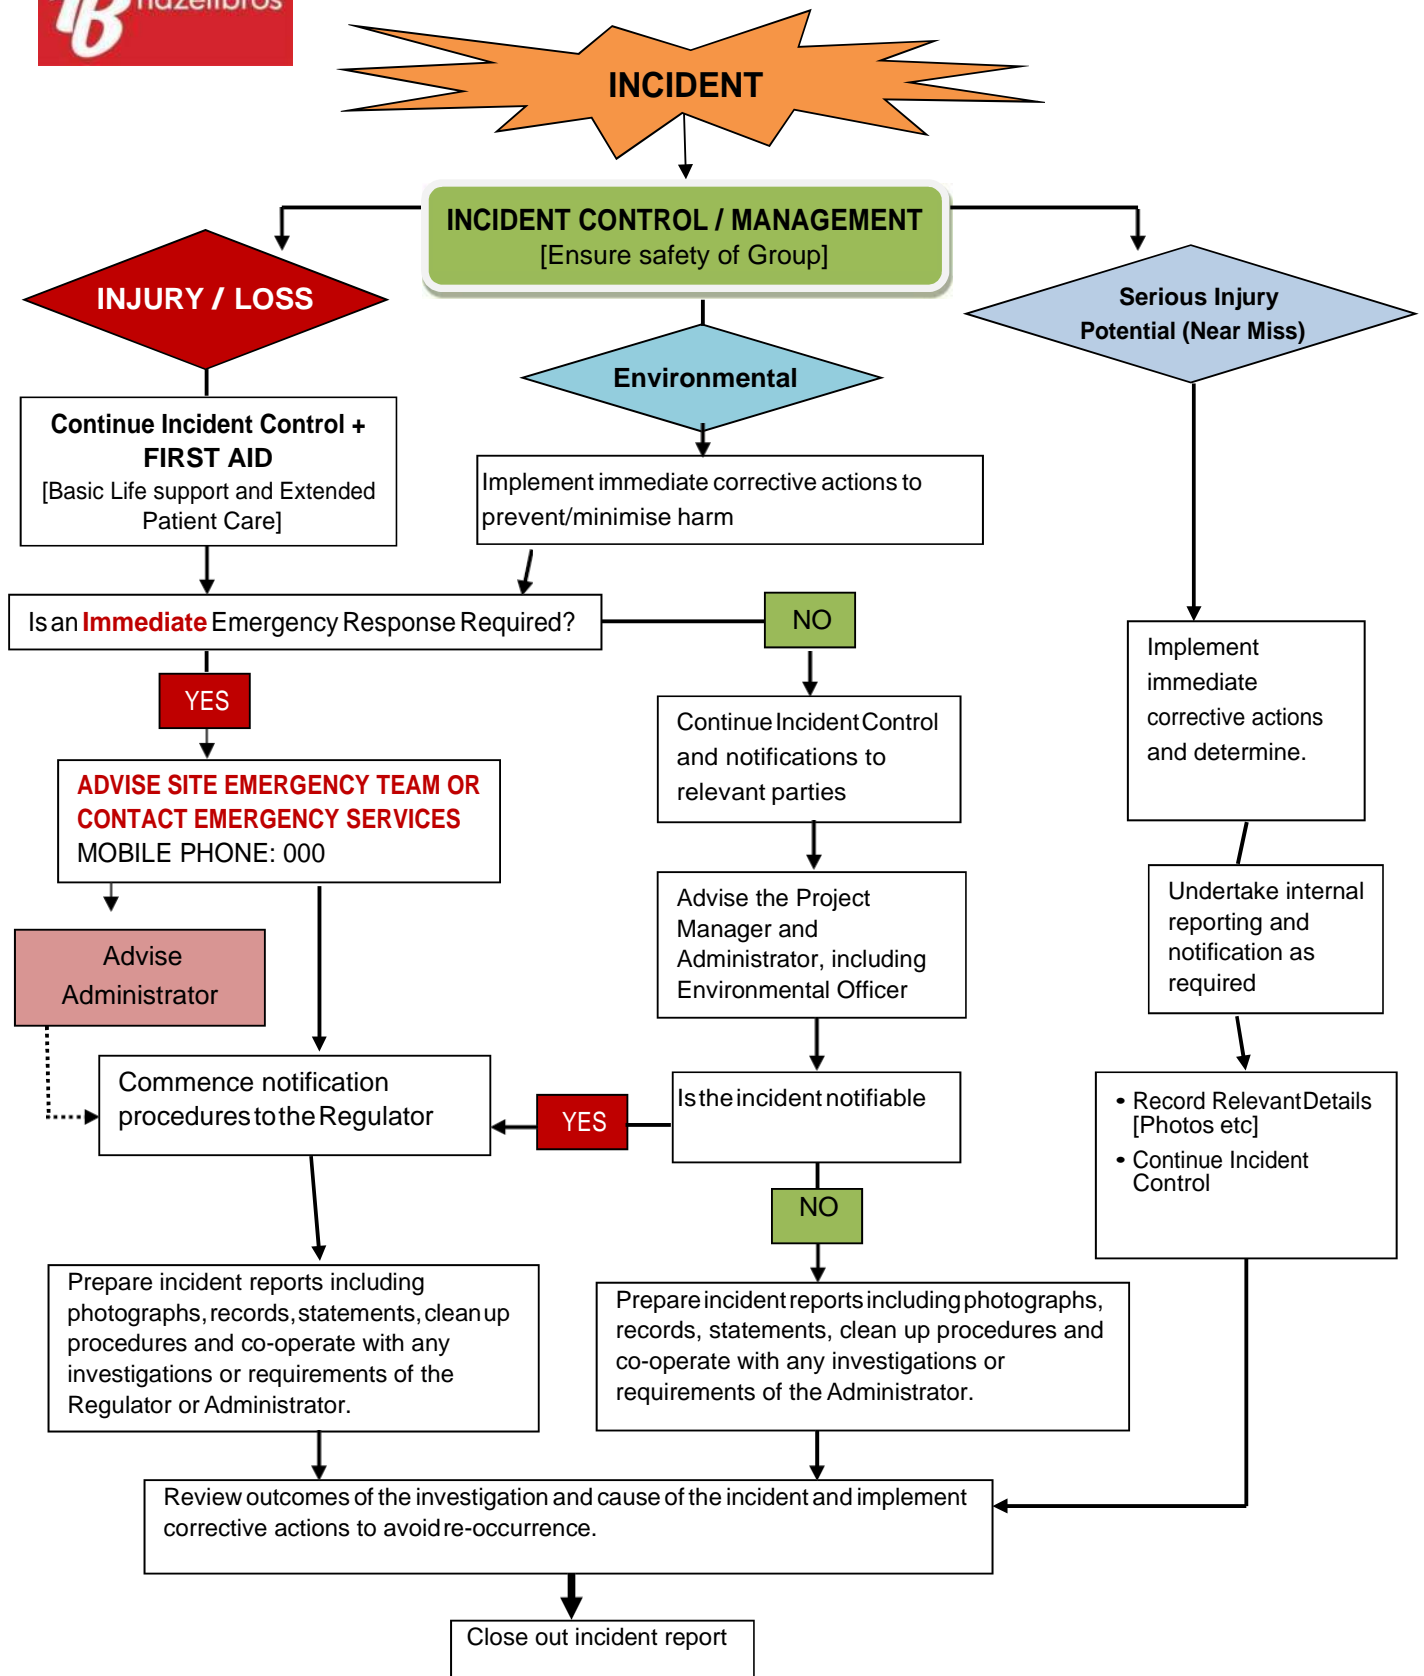 hazellbros
INCIDENT
INCIDENT CONTROL / MANAGEMENT
[Ensure safety of Group]
INJURY / LOSS
Serious Injury
Potential (Near Miss)
Environmental
Continue Incident Control +
FIRST AID
[Basic Life support and Extended
Patient Care]
Implement immediate corrective actions to
prevent/minimise harm
Is an Immediate Emergency Response Required?
NO
YES
Implement
immediate
corrective actions
and determine.
Continue Incident Control
and notifications to
relevant parties
ADVISE SITE EMERGENCY TEAM OR
CONTACT EMERGENCY SERVICES
MOBILE PHONE: 000
Advise the Project
Manager and
Administrator, including
Environmental Officer
Undertake internal
reporting and
notification as
required
Advise
Administrator
Commence notification
procedures to the Regulator
YES
Is the incident notifiable
• Record Relevant Details
[Photos etc]
• Continue Incident
Control
NO
Prepare incident reports including
photographs, records, statements, clean up
procedures and co-operate with any
investigations or requirements of the
Regulator or Administrator.
Prepare incident reports including photographs,
records, statements, clean up procedures and
co-operate with any investigations or
requirements of the Administrator.
Review outcomes of the investigation and cause of the incident and implement
corrective actions to avoid re-occurrence.
Close out incident report